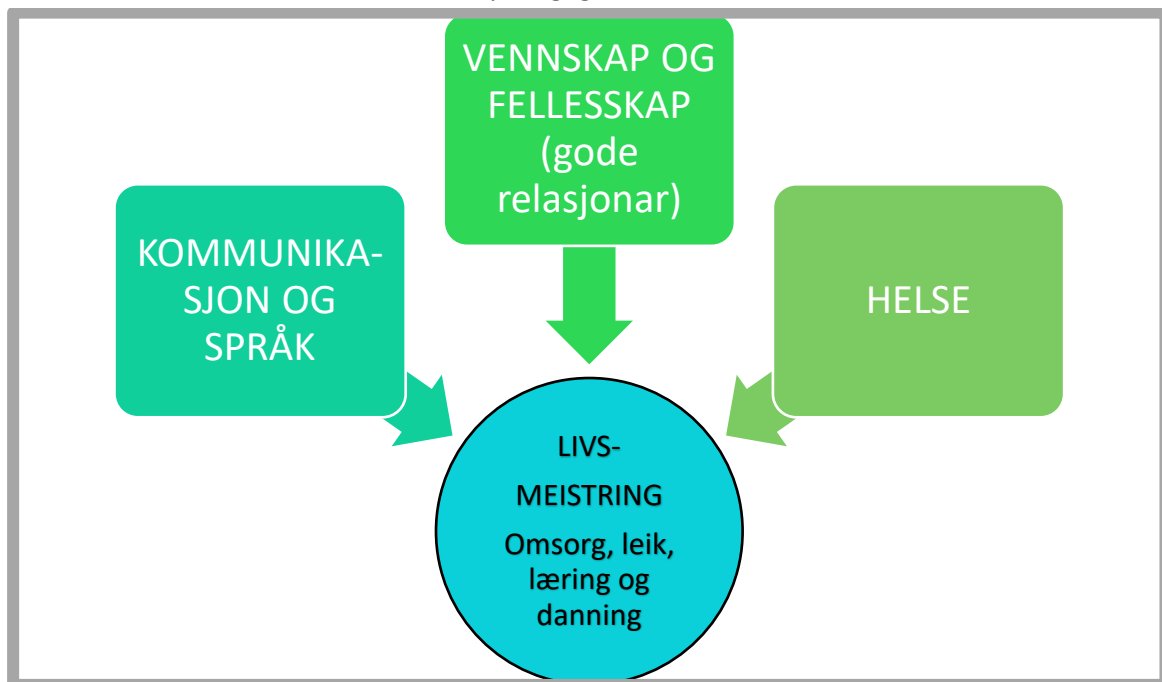 VENNSKAP OG
FELLESSKAP
(gode
relasjonar)
KOMMUNIKA-
SJON OG
SPRÅK
HELSE
LIVS-
MEISTRING
Omsorg, leik,
læring og
danning